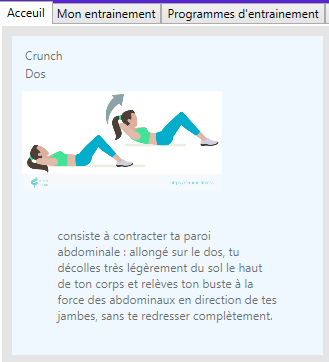 Acceuil
Mon entrainement
Programmes d'entrainement
Crunch
Dos
consiste à contracter ta paroi
abdominale : allongé sur le dos, tu
décolles très légèrement du sol le haut
de ton corps et relèves ton buste à la
force des abdominaux en direction de tes
jambes, sans te redresser complètement.